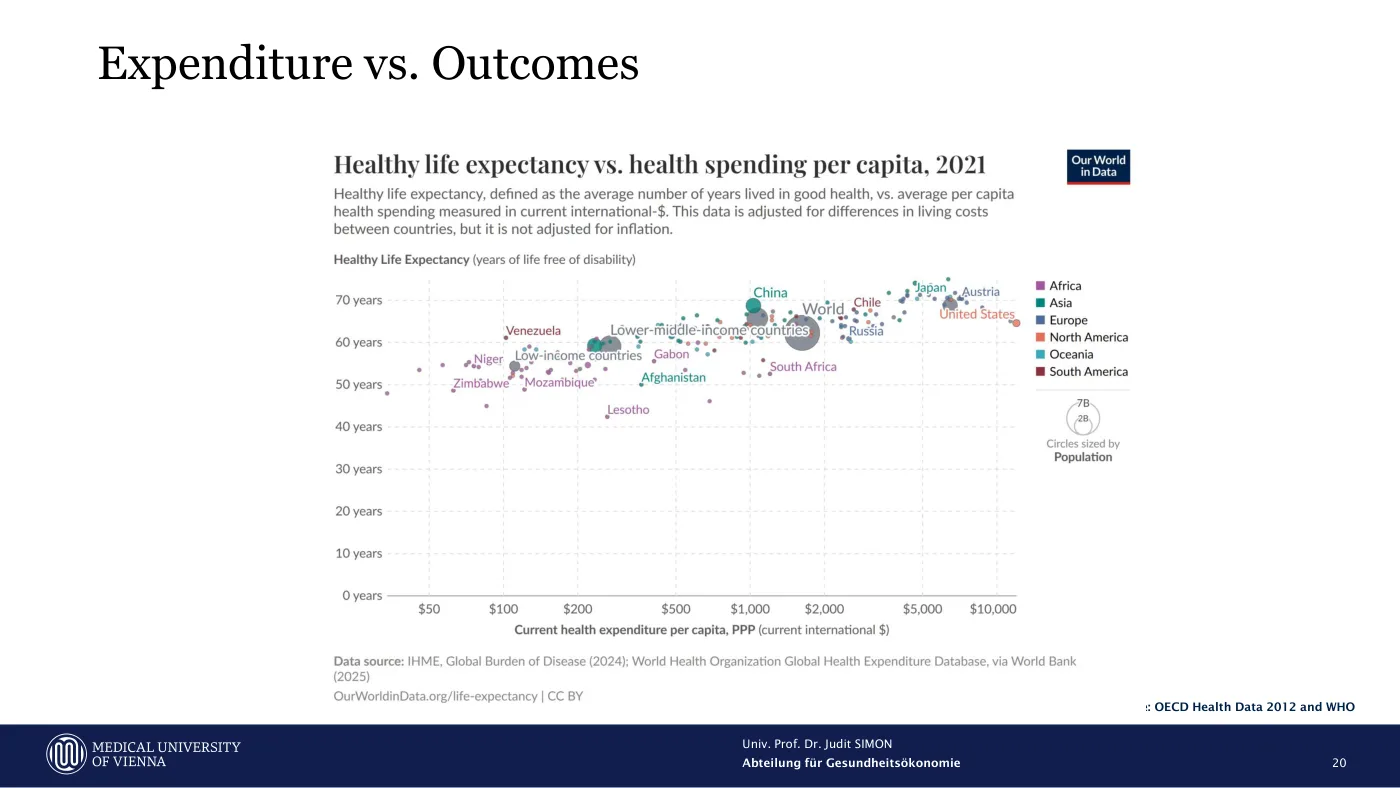 Expenditure vs. Outcomes
Healthy life expectancy vs. health spending per capita, 2021
Our World
in Data
Healthy life expectancy, defined as the average number of years lived in good health, vs. average per capita
health spending measured in current international-$. This data is adjusted for differences in living costs
between countries, but it is not adjusted for inflation.
Healthy Life Expectancy (years of life free of disability)
70 years
60 years
50 years
40 years
30 years
20 years
10 years
0 years
China
Japan
Austria
World
Chile
United States
Venezuela
Lower-middle-income countries
Russia
Niger
Low-income countries
Gabon
South Africa
Zimbabwe
Mozambique
Afghanistan
Lesotho
$50
$100
$200
$500
$1,000
$2,000
$5,000
$10,000
Current health expenditure per capita, PPP (current international $)
Africa
Asia
Europe
North America
Oceania
South America
7B
2B
Circles sized by
Population
Data source: IHME, Global Burden of Disease (2024); World Health Organization Global Health Expenditure Database, via World Bank
(2025)
OurWorldinData.org/life-expectancy | CC BY
: OECD Health Data 2012 and WHO
MEDICAL UNIVERSITY
OF VIENNA
Univ. Prof. Dr. Judit SIMON
Abteilung für Gesundheitsökonomie
20